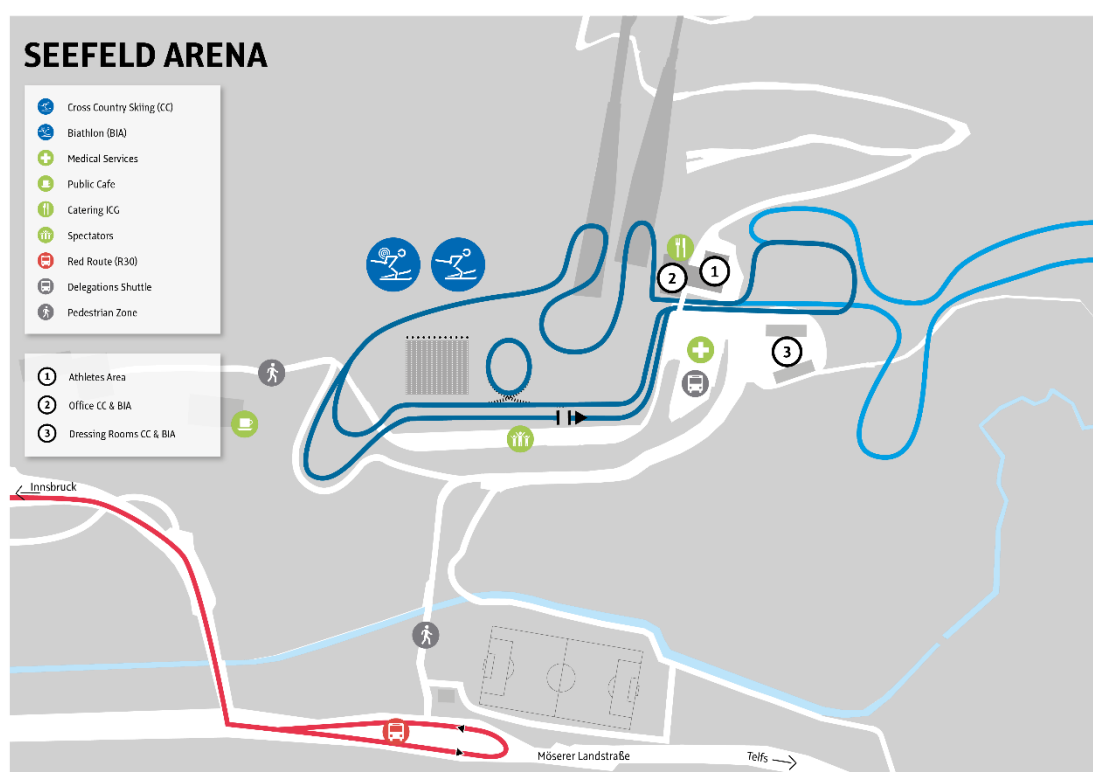 SEEFELD ARENA
Cross Country Skiing (CC)
Biathlon (BIA)
Medical Services
Public Cafe
Catering ICG
Spectators
Red Route (R30)
Delegations Shuttle
Pedestrian Zone
1 Athletes Area
2 Office CC & BIA
3 Dressing Rooms CC & BIA
2
1
3
Innsbruck
Möserer Landstraße
Telfs